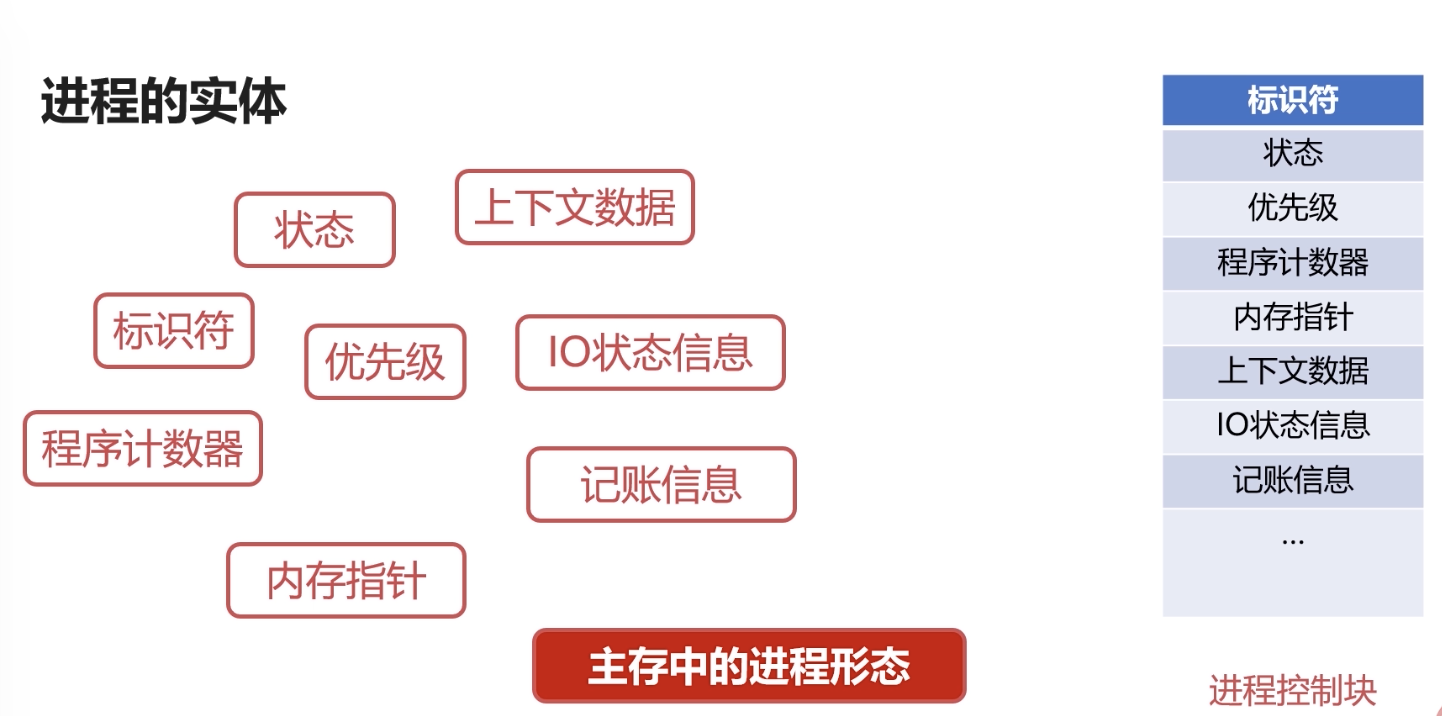 进程的实体
状态
上下文数据
标识符
优先级
IO状态信息
程序计数器
记账信息
内存指针
主存中的进程形态
标识符
状态
优先级
程序计数器
内存指针
上下文数据
IO状态信息
记账信息
...
进程控制块